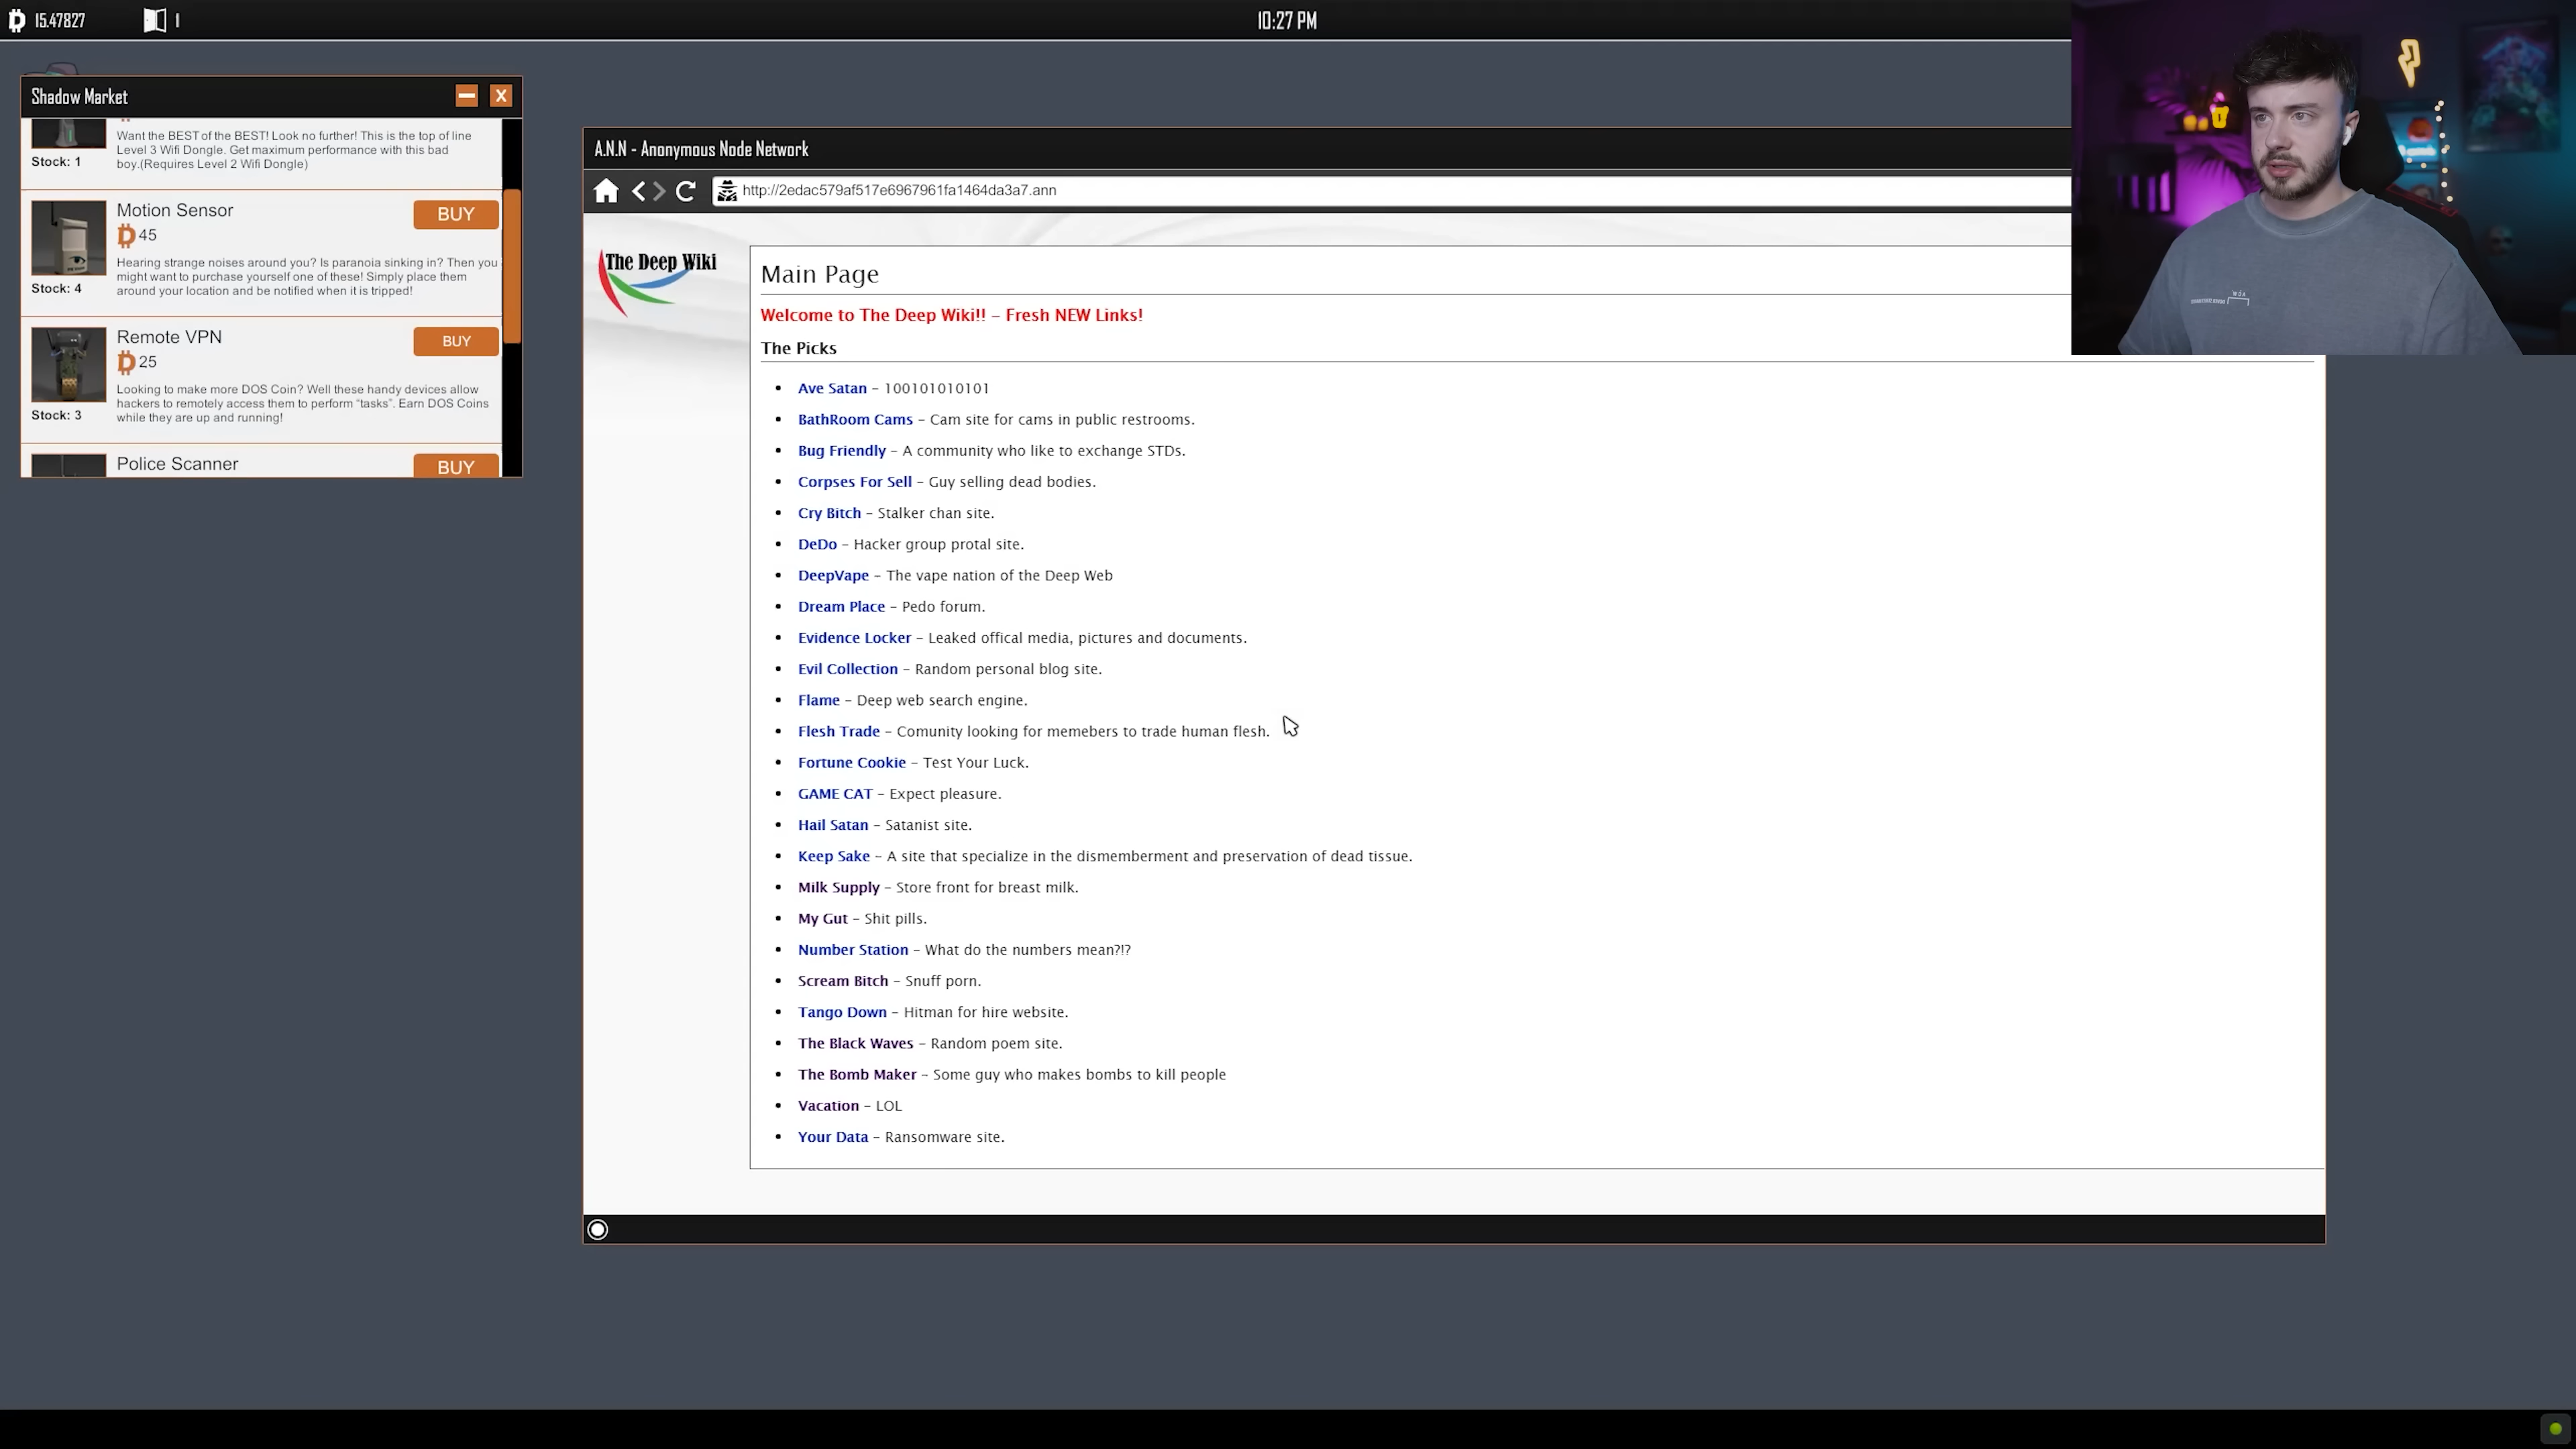 15.47827
1
10:27 PM
Shadow Market
Want the BEST of the BEST! Look no further! This is the top of line
Level 3 Wifi Dongle. Get maximum performance with this bad
boy.(Requires Level 2 Wifi Dongle)
Stock: 1
Motion Sensor
BUY
45
Hearing strange noises around you? Is paranoia sinking in? Then you
might want to purchase yourself one of these! Simply place them
around your location and be notified when it is tripped!
Stock: 4
Remote VPN
BUY
25
Looking to make more DOS Coin? Well these handy devices allow
hackers to remotely access them to perform "tasks". Earn DOS Coins
while they are up and running!
Stock: 3
Police Scanner
BUY
A.N.N - Anonymous Node Network
http://2edac579af517e6967961fa1464da3a7.ann
The Deep Wiki
Main Page
Welcome to The Deep Wiki!! – Fresh NEW Links!
The Picks
Ave Satan – 100101010101
BathRoom Cams – Cam site for cams in public restrooms.
Bug Friendly – A community who like to exchange STDs.
Corpses For Sell – Guy selling dead bodies.
Cry Bitch – Stalker chan site.
DeDo – Hacker group protal site.
DeepVape – The vape nation of the Deep Web
Dream Place – Pedo forum.
Evidence Locker – Leaked offical media, pictures and documents.
Evil Collection – Random personal blog site.
Flame – Deep web search engine.
Flesh Trade – Comunity looking for memebers to trade human flesh.
Fortune Cookie – Test Your Luck.
GAME CAT – Expect pleasure.
Hail Satan – Satanist site.
Keep Sake – A site that specialize in the dismemberment and preservation of dead tissue.
Milk Supply – Store front for breast milk.
My Gut – Shit pills.
Number Station – What do the numbers mean?!?
Scream Bitch – Snuff porn.
Tango Down – Hitman for hire website.
The Black Waves – Random poem site.
The Bomb Maker – Some guy who makes bombs to kill people
Vacation – LOL
Your Data – Ransomware site.